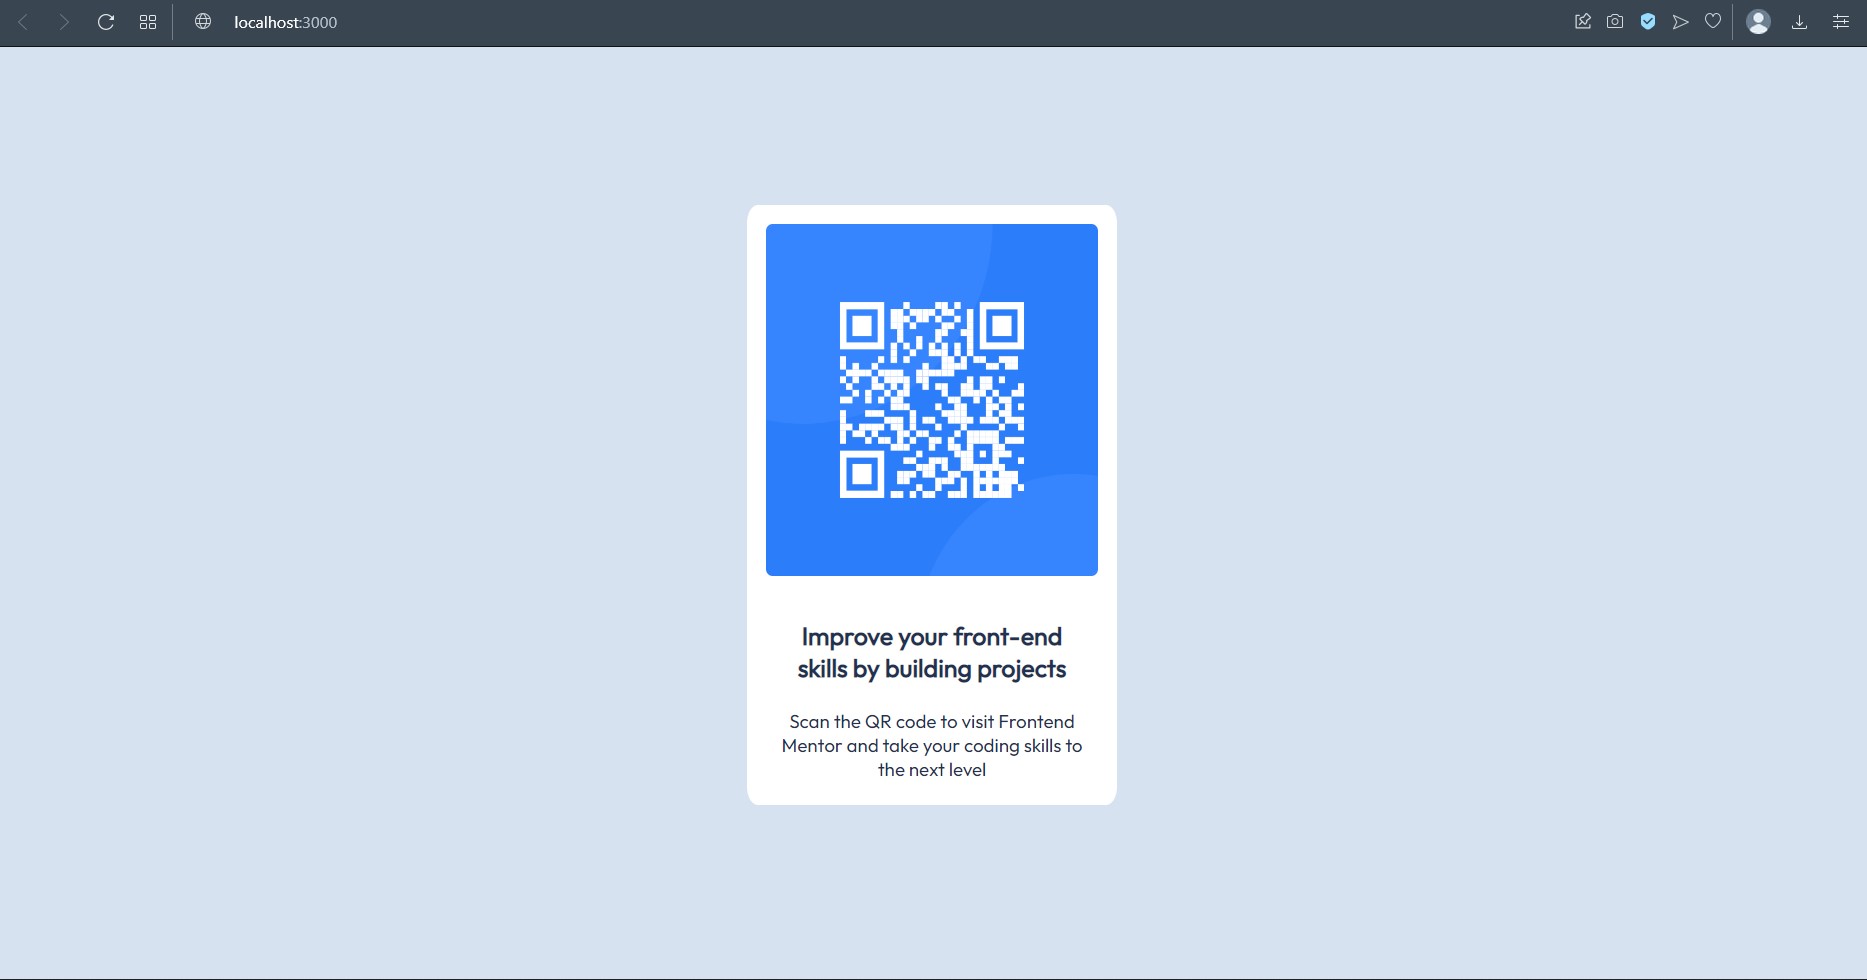 localhost:3000
Improve your front-end
skills by building projects
Scan the QR code to visit Frontend
Mentor and take your coding skills to
the next level